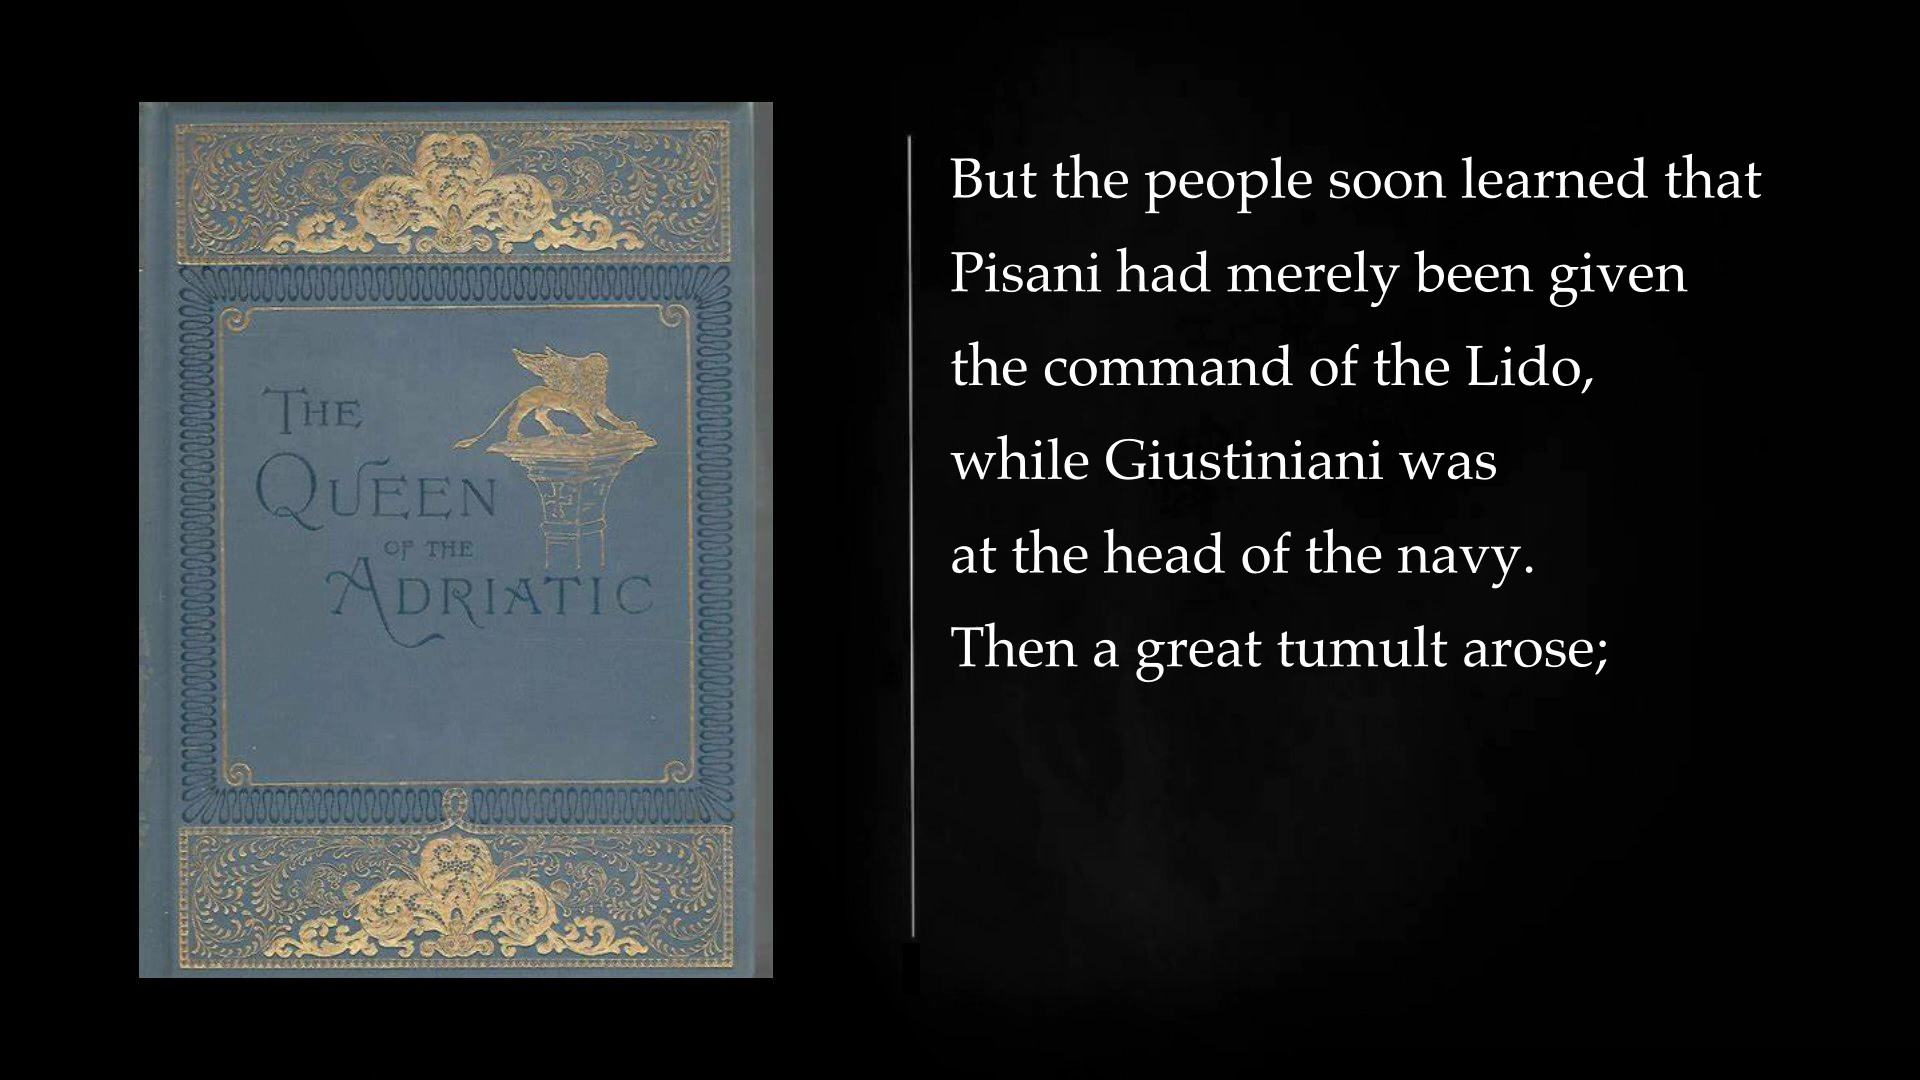 THE
QUEEN
OF THE
ADRIATIC
But the people soon learned that
Pisani had merely been given
the command of the Lido,
while Giustiniani was
at the head of the navy.
Then a great tumult arose;